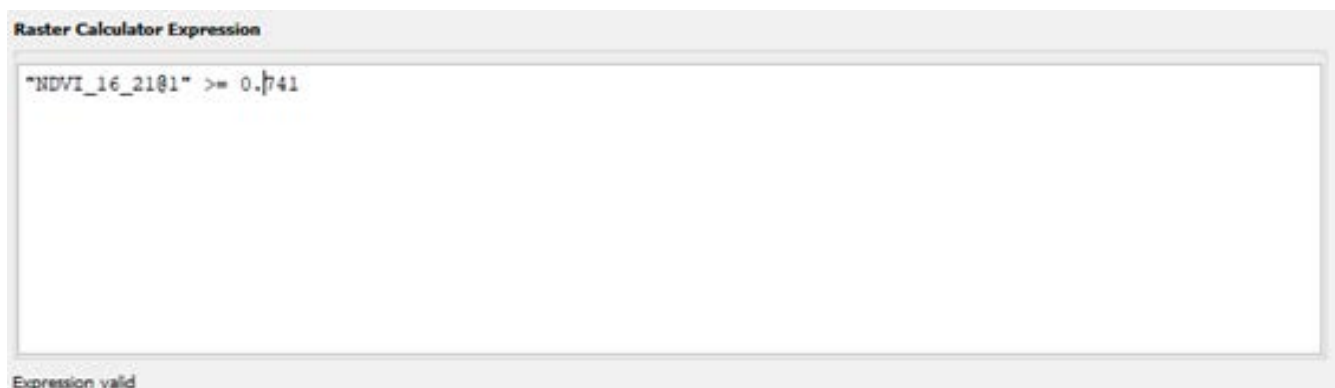 Raster Calculator Expression
"NDVI_16_21@1" >= 0.741
Expression valid